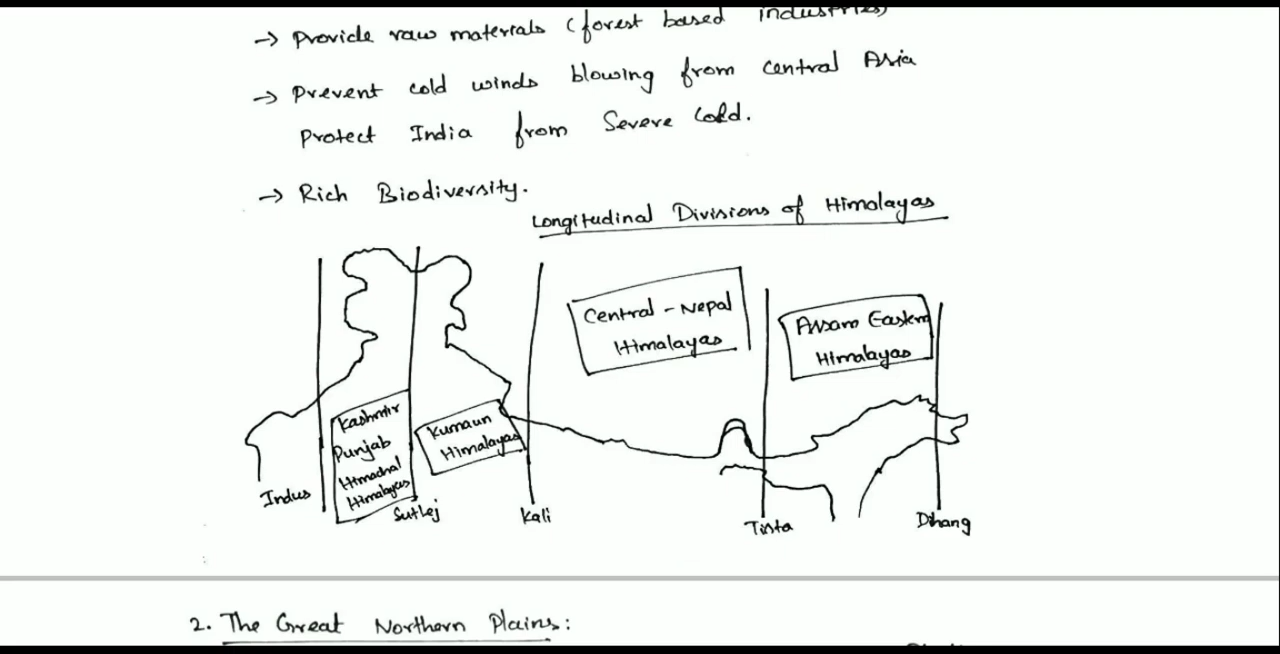 → Provide raw materials (forest based industries)
→ Prevent cold winds blowing from central Asia
Protect India from Severe Cold.
→ Rich Biodiversity.
Longitudinal Divisions of Himalayas
Central - Nepal
Himalayas
Assam Eastern
Himalayas
Kashmir
Punjab
Himachal
Himalayas
Kumaun
Himalayas
Indus
Sutlej
Kali
Tista
Dihang
2. The Great Northern Plains: